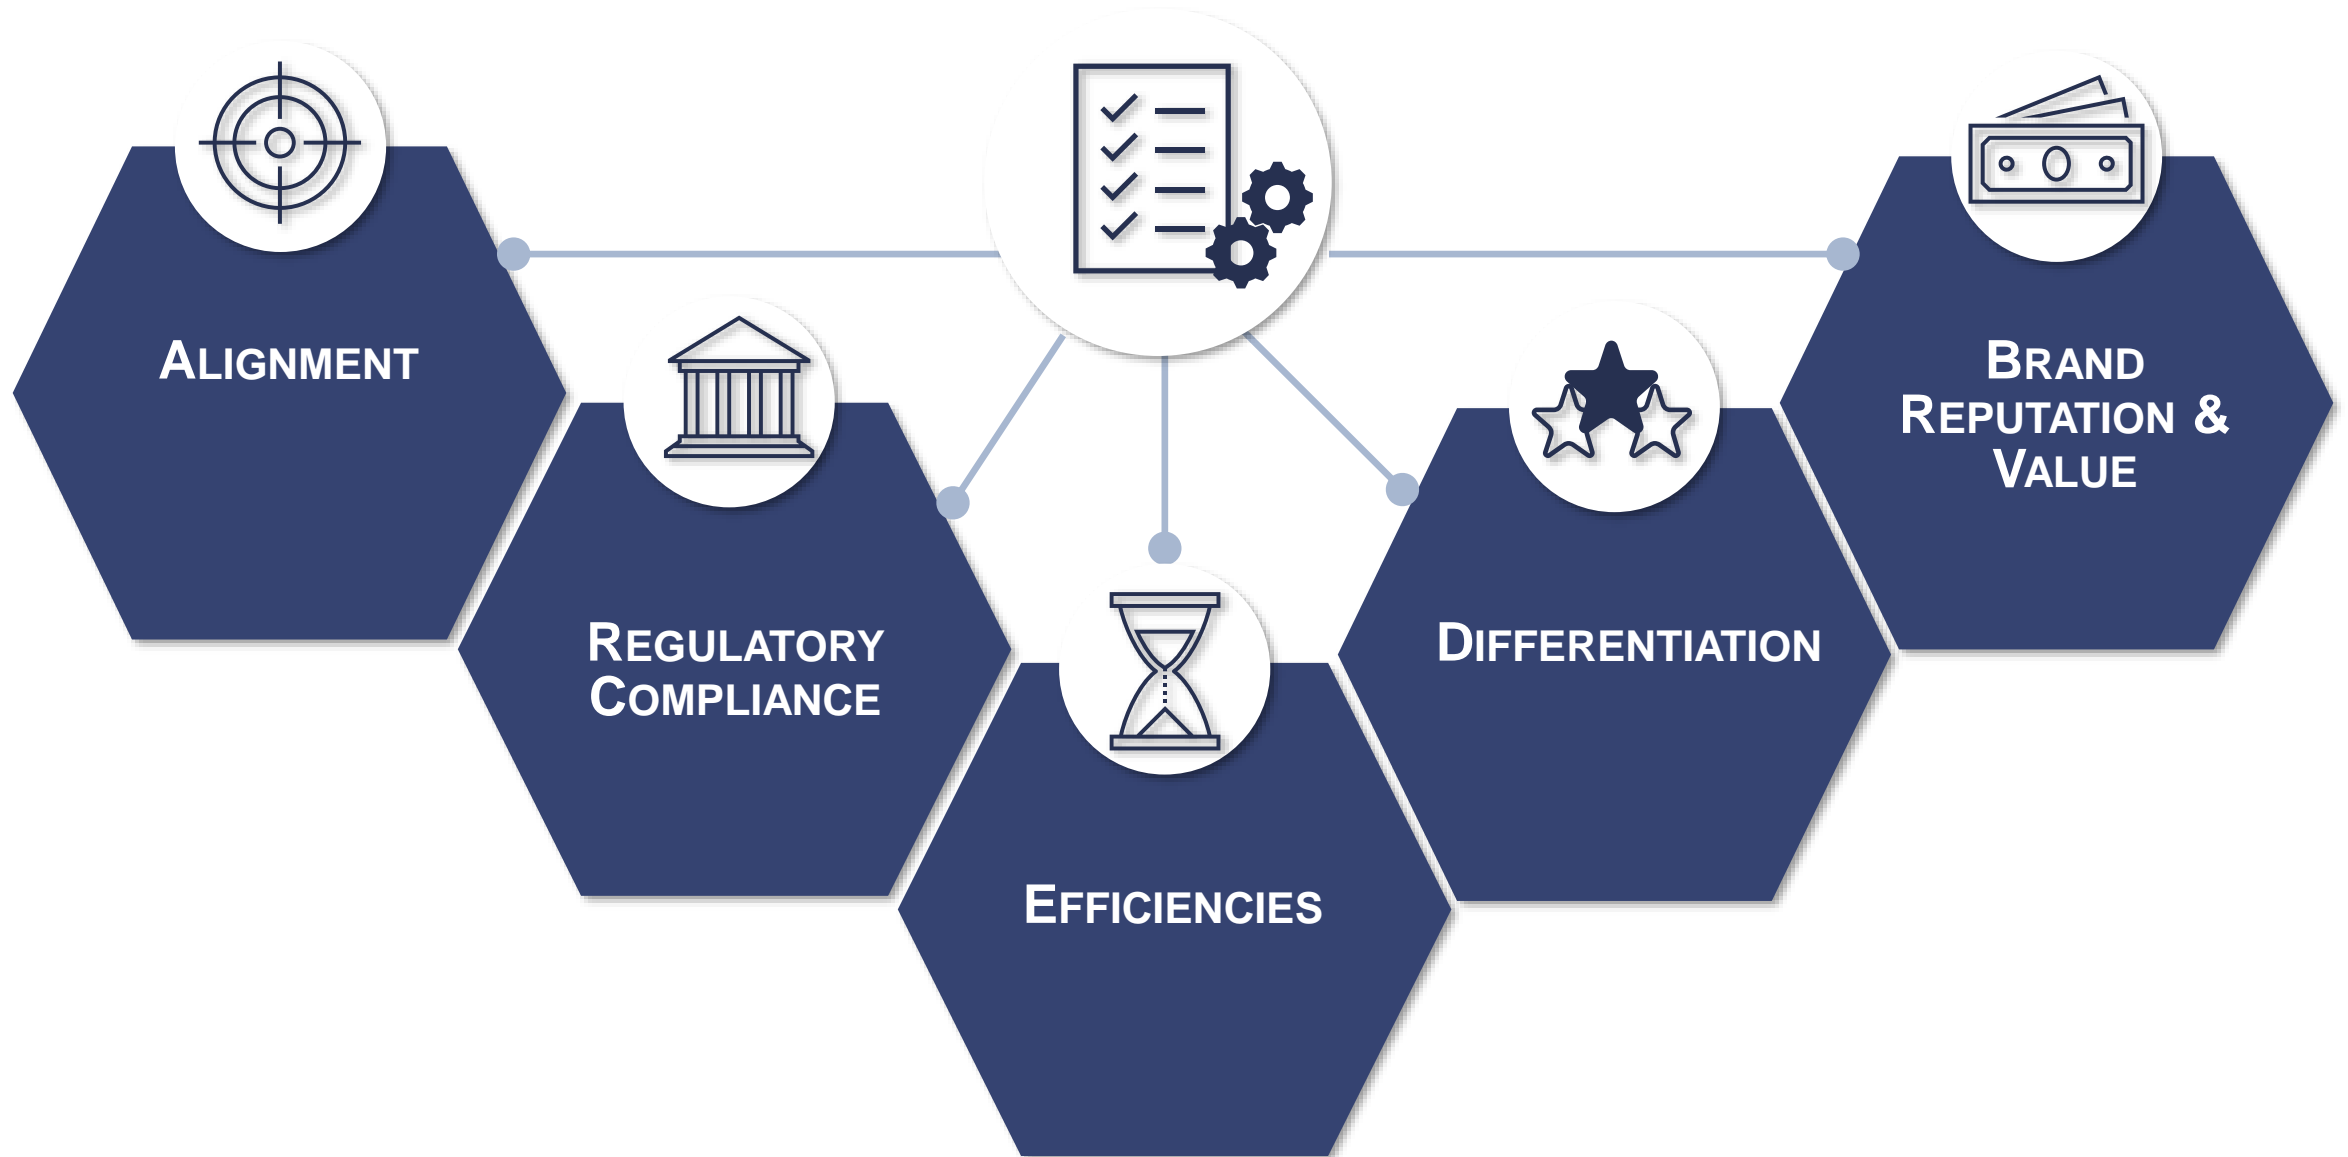 ALIGNMENT
REGULATORY
COMPLIANCE
EFFICIENCIES
DIFFERENTIATION
BRAND
REPUTATION &
VALUE